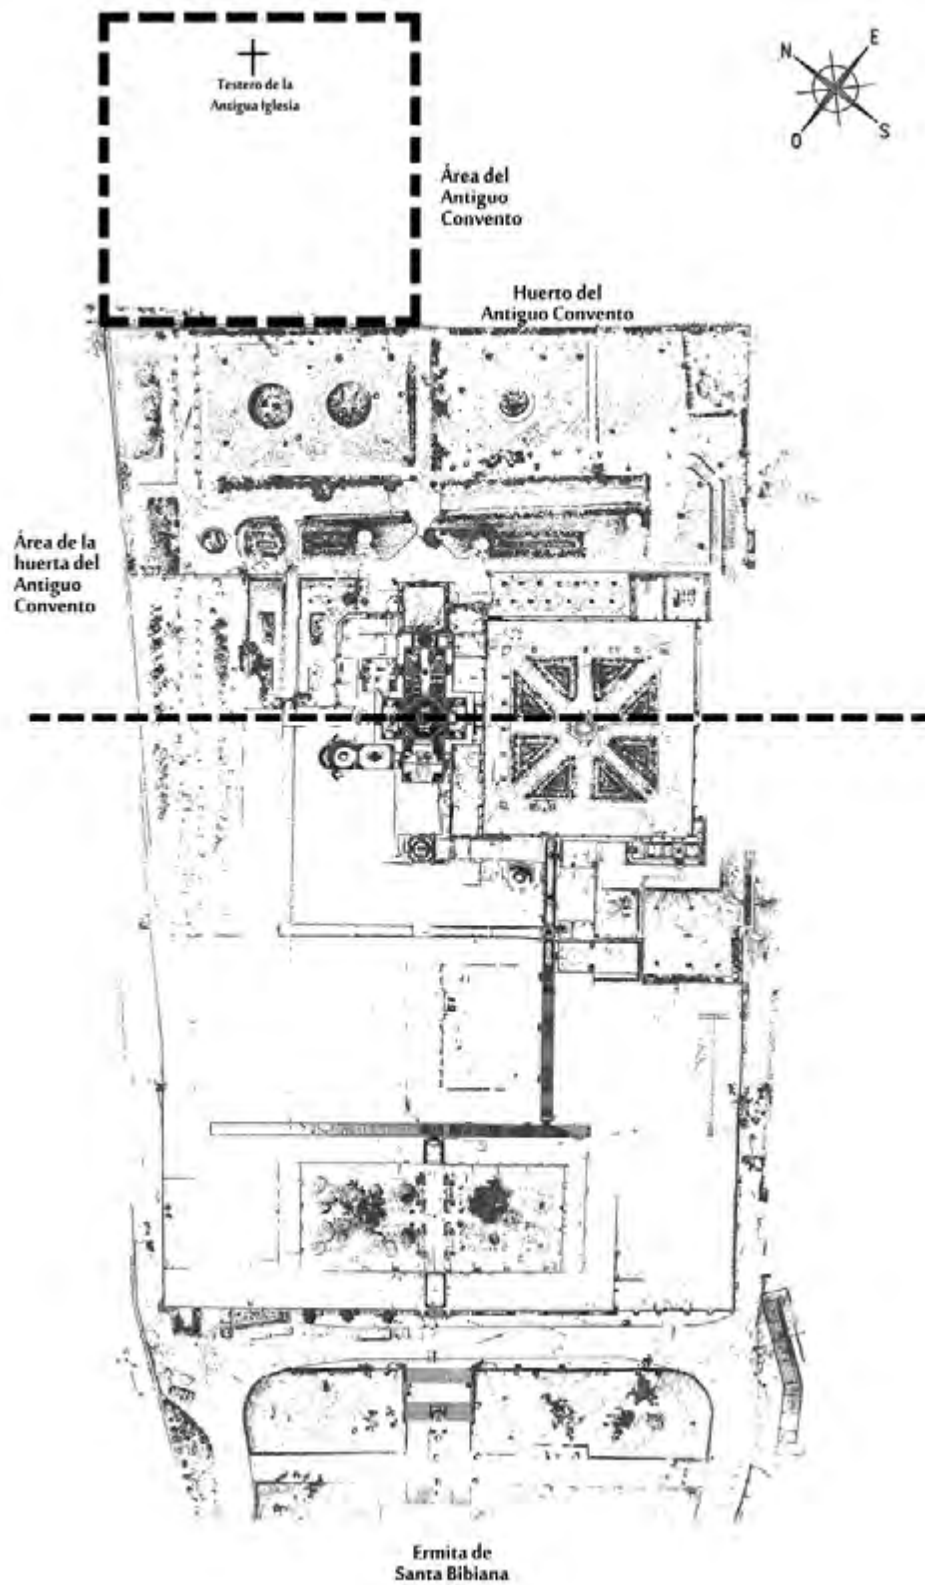 Testero de la
Antigua Iglesia
N
E
O
S
Área del
Antiguo
Convento
Huerto del
Antiguo Convento
Área de la
huerta del
Antiguo
Convento
Ermita de
Santa Bibiana